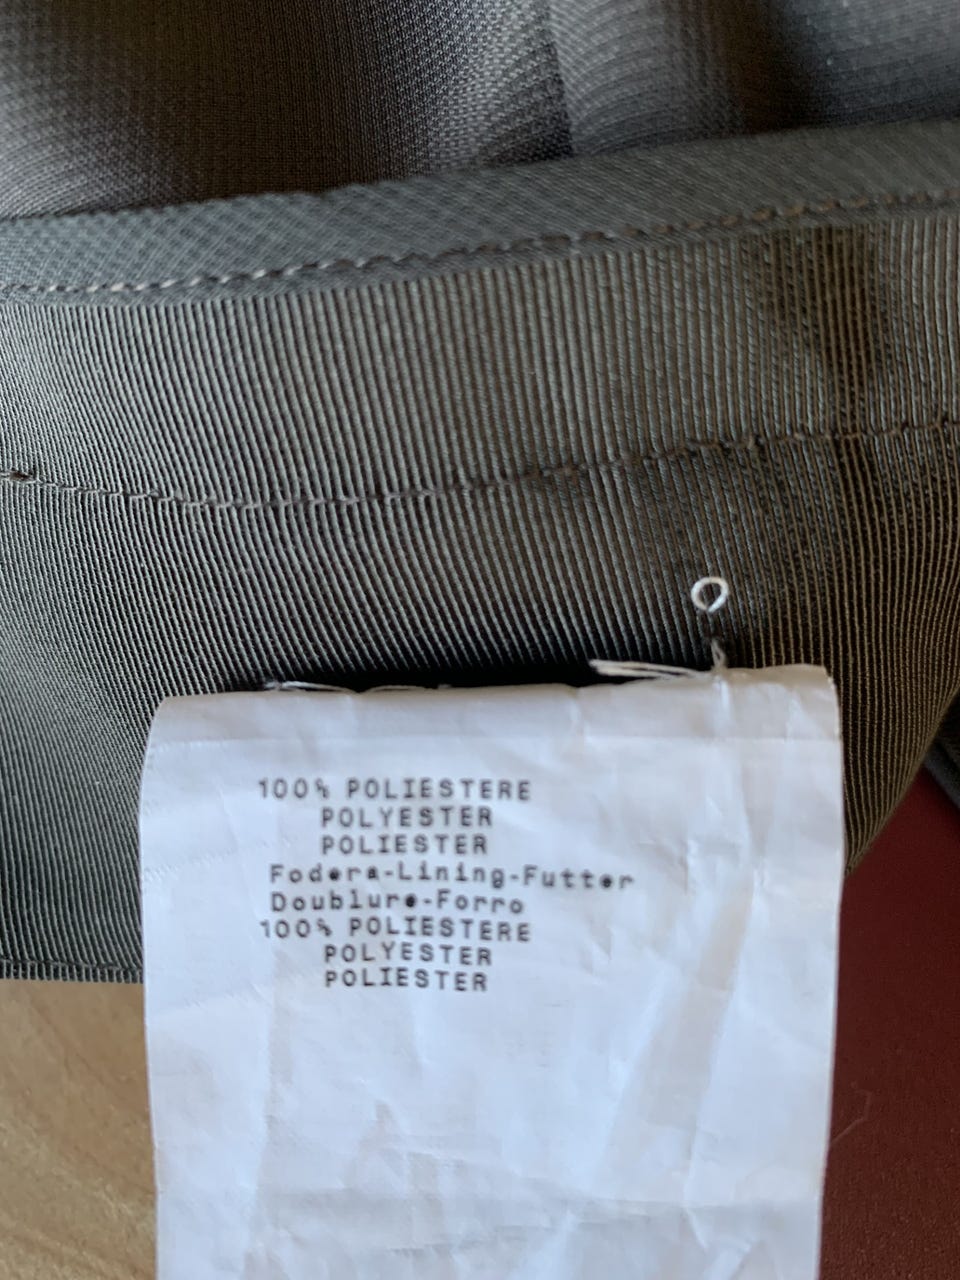 100% POLIESTERE
POLYESTER
POLIESTER
Fodera-Lining-Futter
Doublure-Forro
100% POLIESTERE
POLYESTER
POLIESTER